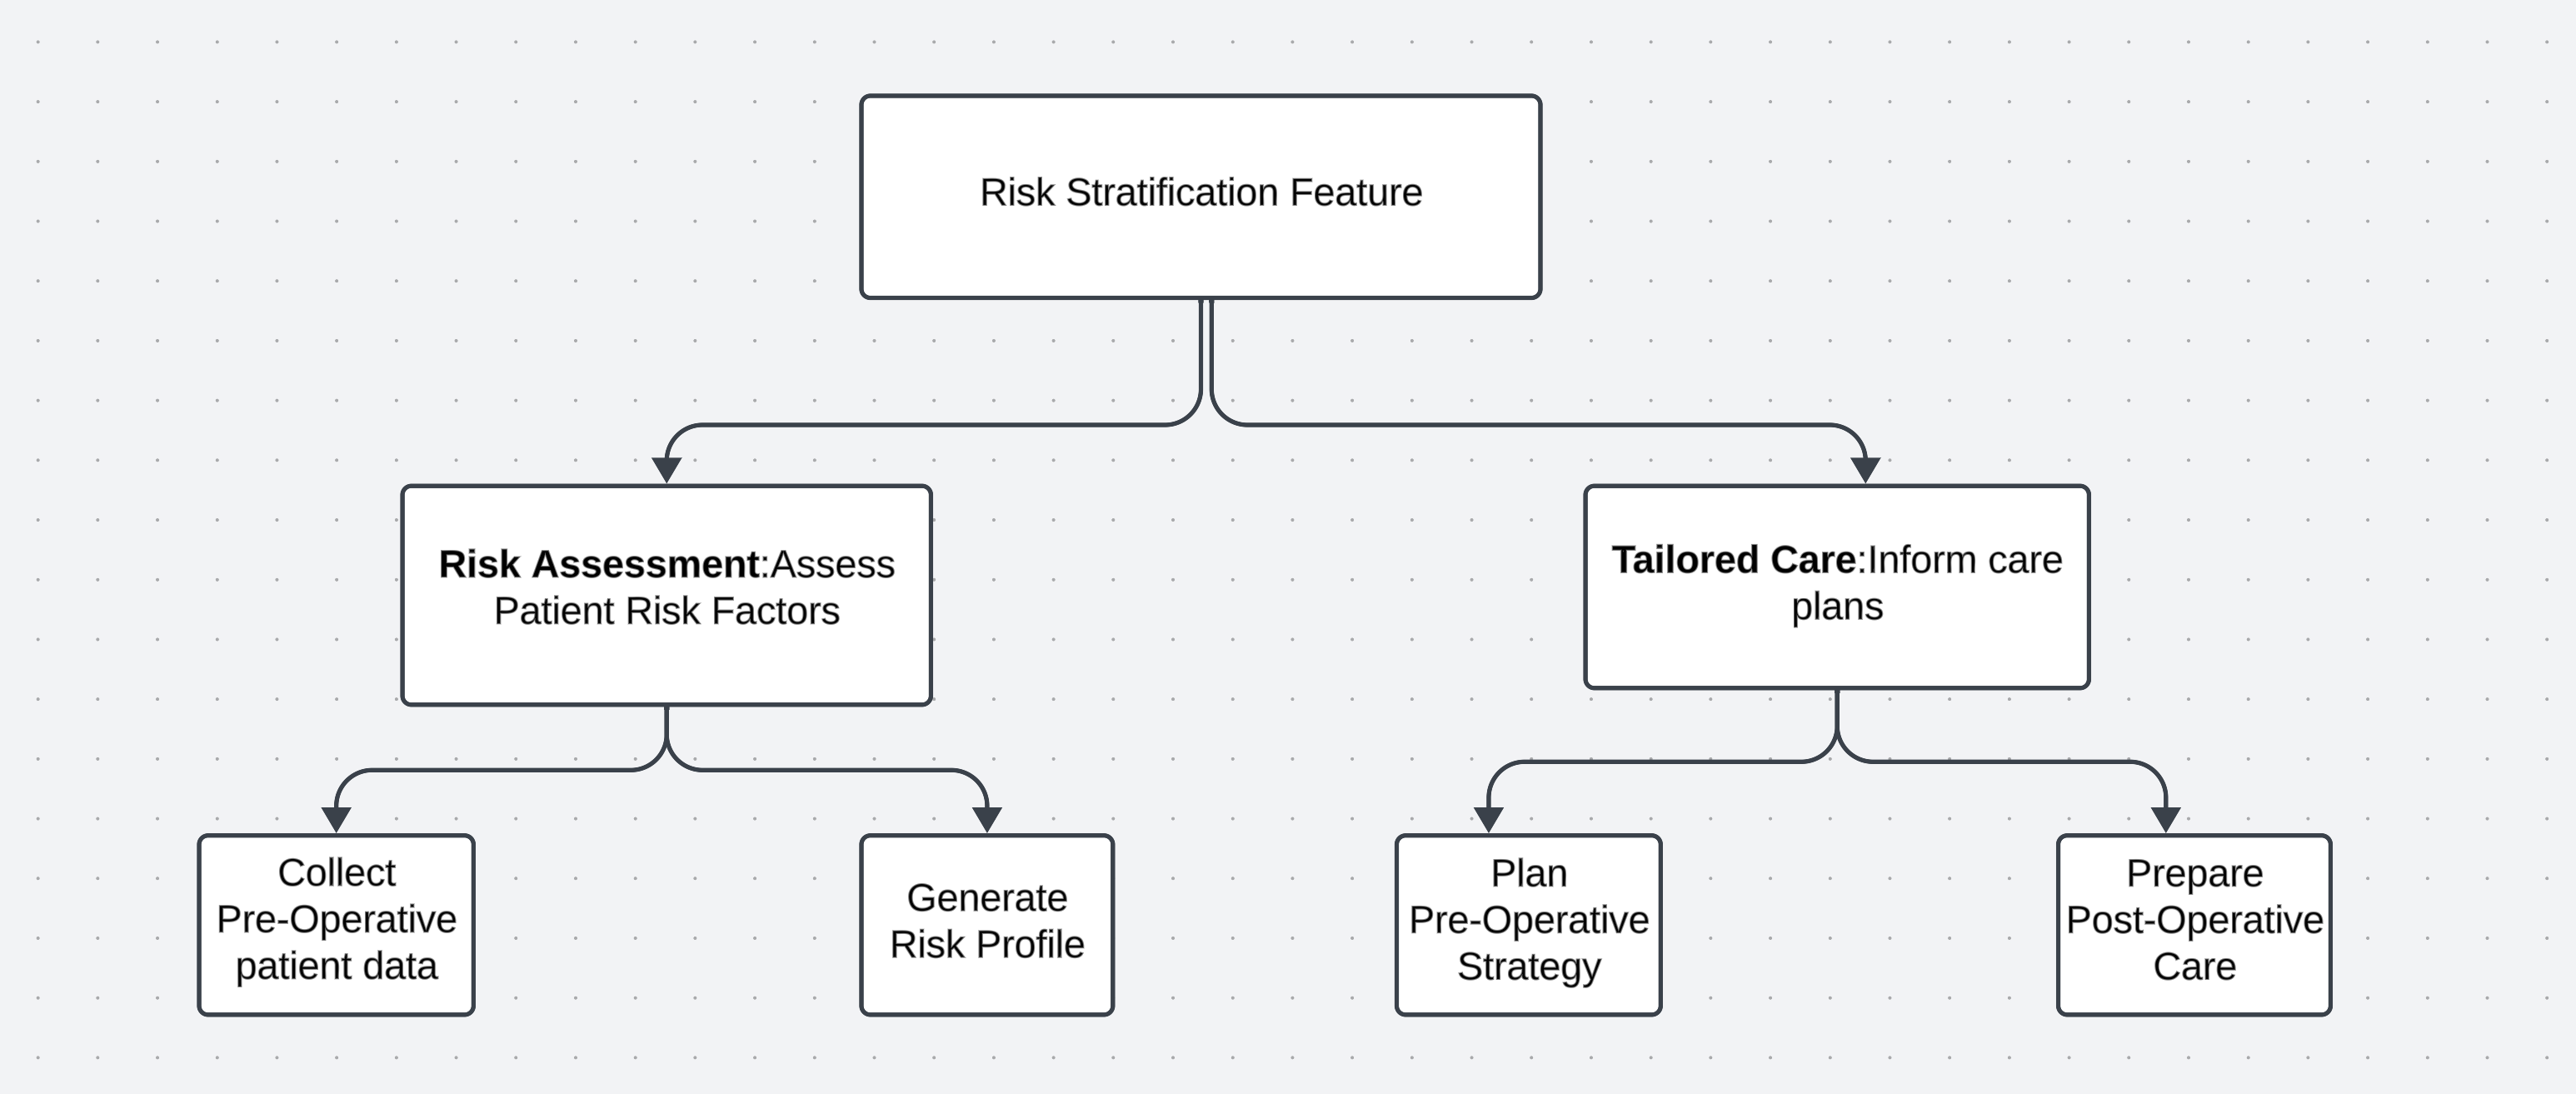 Risk Stratification Feature
Risk Assessment:Assess
Patient Risk Factors
Tailored Care:Inform care
plans
Collect
Pre-Operative
patient data
Generate
Risk Profile
Plan
Pre-Operative
Strategy
Prepare
Post-Operative
Care